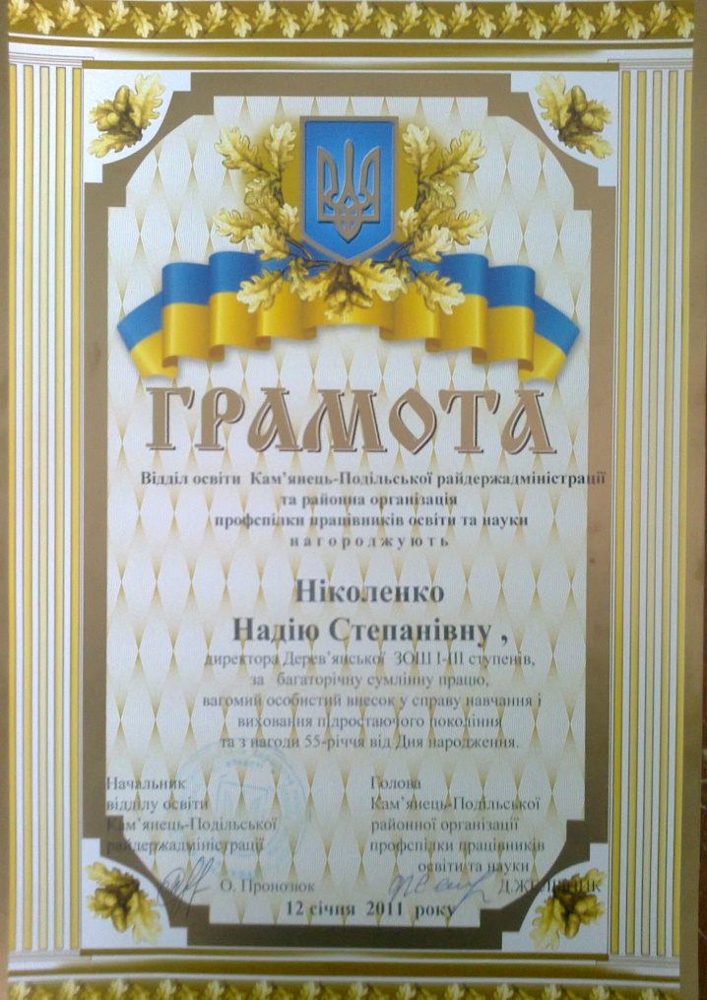 ГРАМОТА
Відділ освіти Кам’янець-Подільської райдержадміністрації
та районна організація
профспілки працівників освіти та науки
нагороджують
Ніколенко
Надію Степанівну ,
директора Дерев’янської ЗОШ І-ІІІ ступенів,
за багаторічну сумлінну працю,
вагомий особистий внесок у справу навчання і
виховання підростаючого покоління
та з нагоди 55-річчя від Дня народження.
Начальник
відділу освіти
Кам’янець-Подільської
райдержадміністрації
О. Пронозюк
Голова
Кам’янець-Подільської
районної організації
профспілки працівників
освіти та науки
12 січня 2011 року